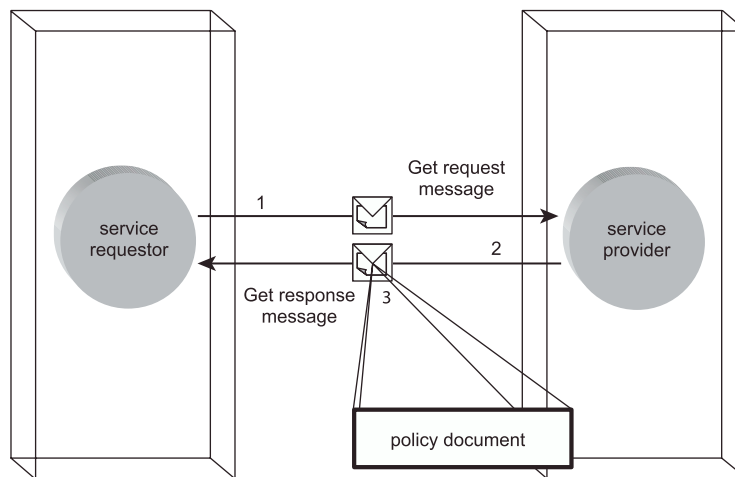 Get request
message
1
service
requestor
service
provider
2
Get response
message
3
policy document